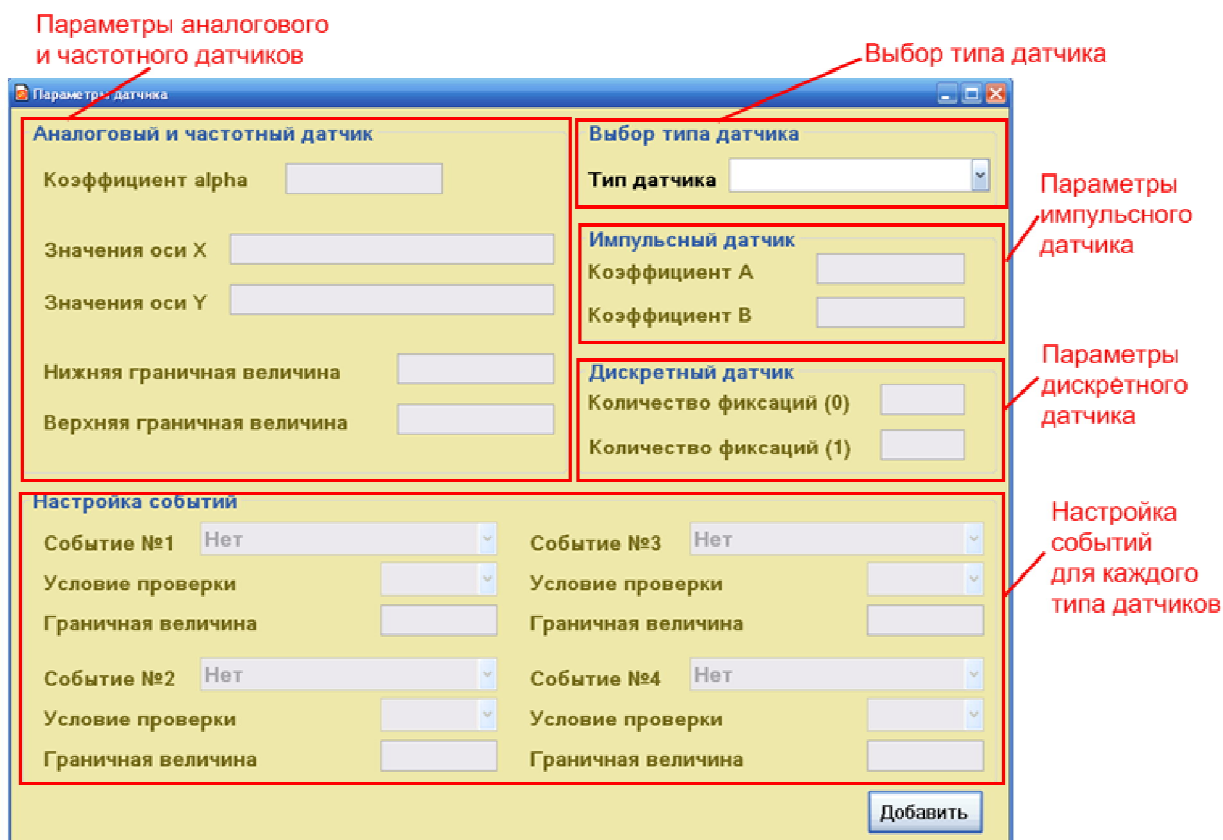 Параметры аналогового
и частотного датчиков
Выбор типа датчика
Параметры датчика
Аналоговый и частотный датчик
Коэффициент alpha
Значения оси X
Значения оси Y
Нижняя граничная величина
Верхняя граничная величина
Выбор типа датчика
Тип датчика
Импульсный датчик
Коэффициент A
Коэффициент B
Дискретный датчик
Количество фиксаций (0)
Количество фиксаций (1)
Параметры
импульсного
датчика
Параметры
дискретного
датчика
Настройка событий
Событие №1 Нет
Условие проверки
Граничная величина
Событие №2 Нет
Условие проверки
Граничная величина
Событие №3 Нет
Условие проверки
Граничная величина
Событие №4 Нет
Условие проверки
Граничная величина
Настройка
событий
для каждого
типа датчиков
Добавить